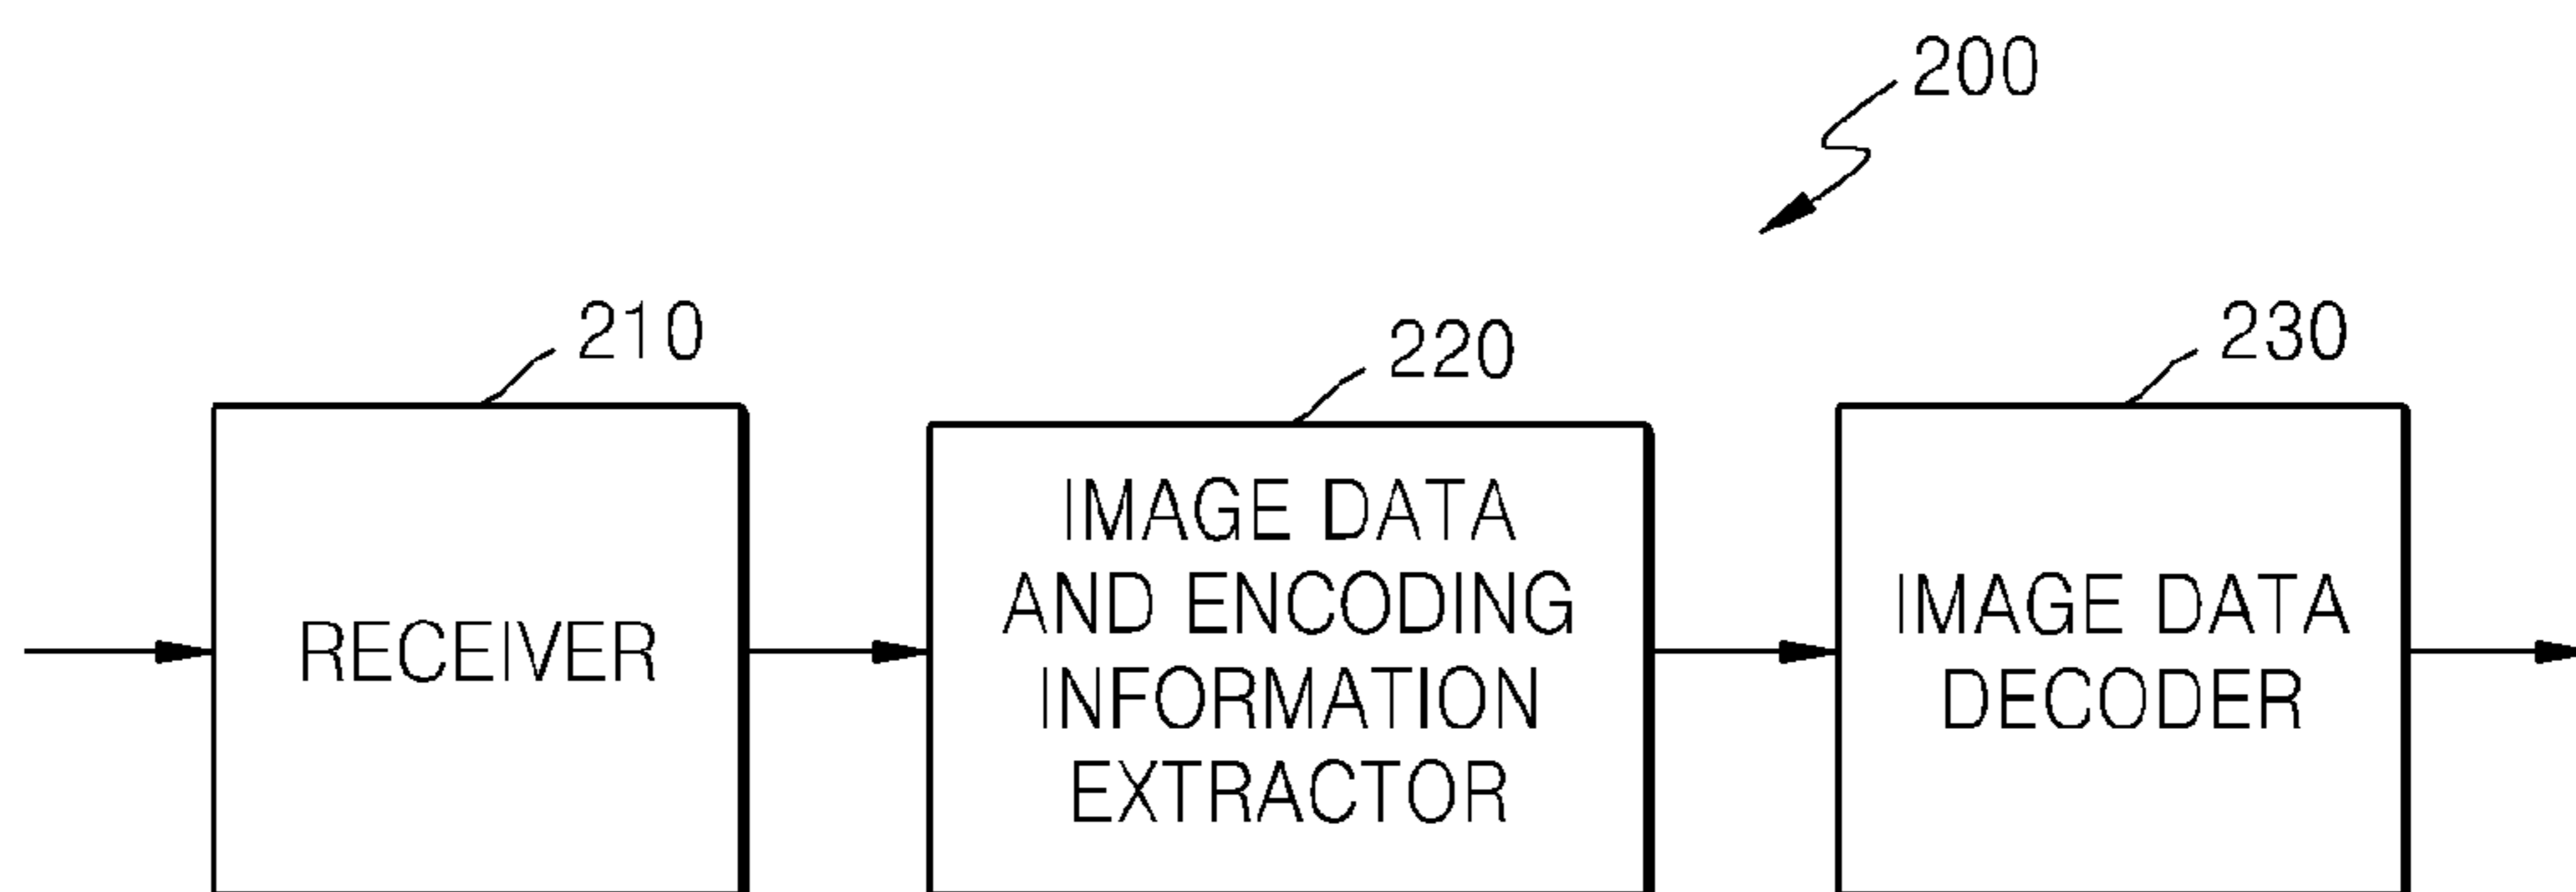 200
210
220
230
RECEIVER
IMAGE DATA
AND ENCODING
INFORMATION
EXTRACTOR
IMAGE DATA
DECODER